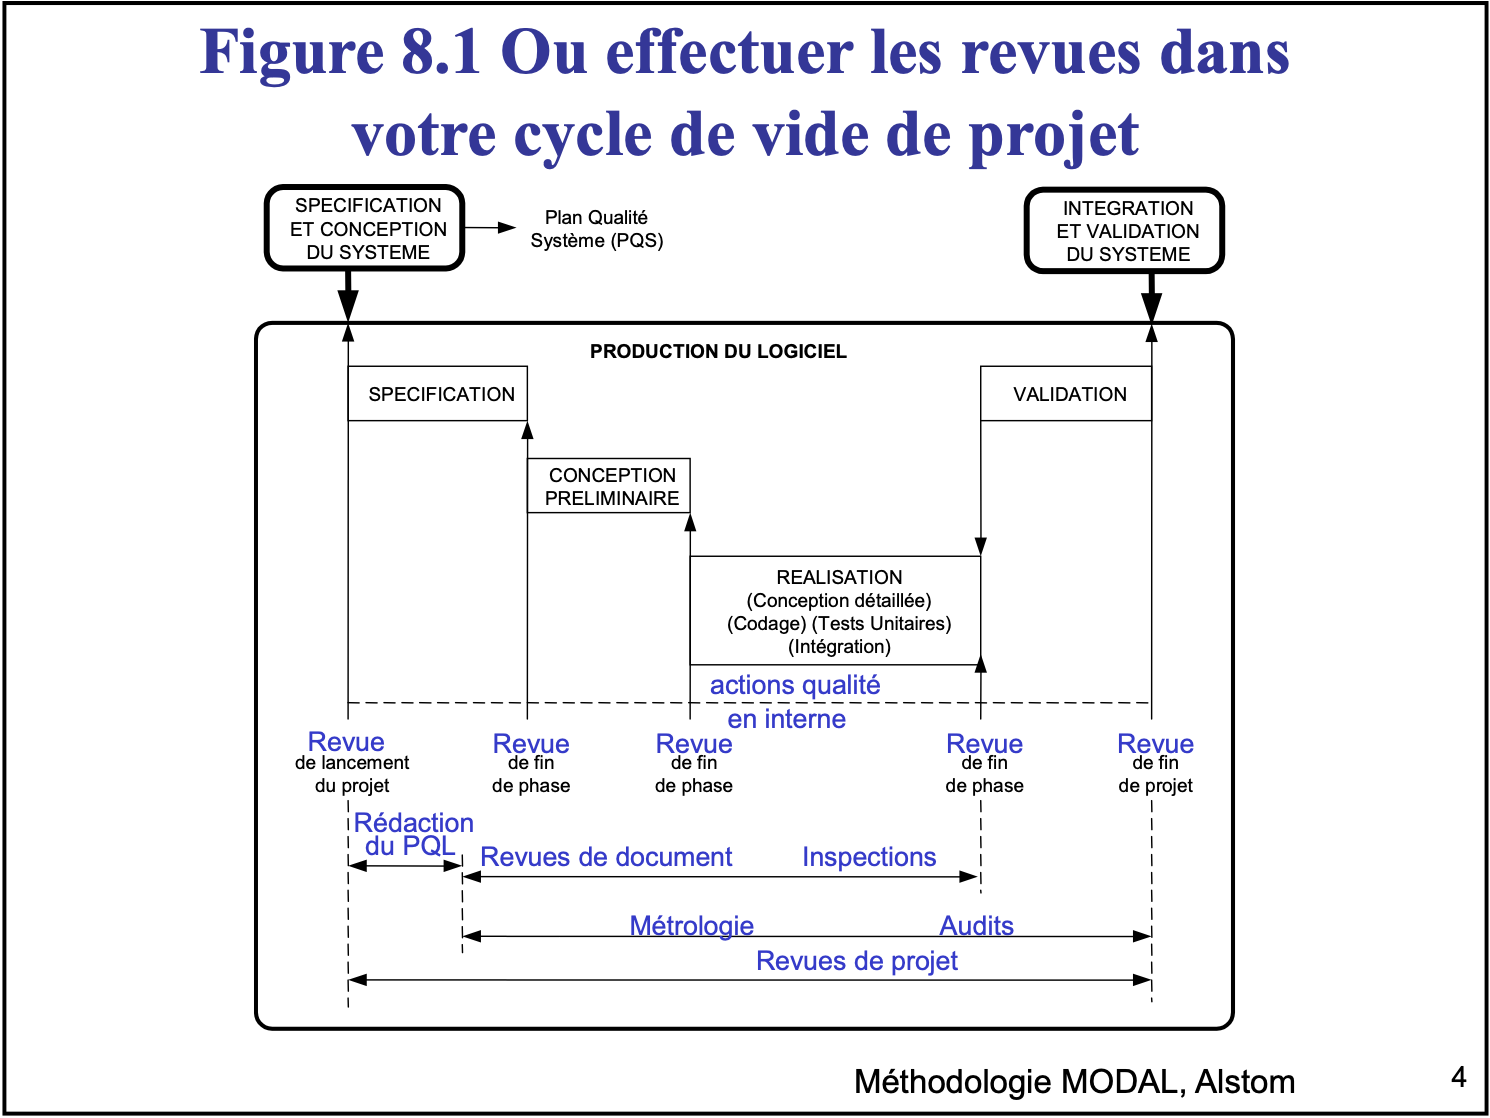 Figure 8.1 Ou effectuer les revues dans
votre cycle de vide de projet
SPECIFICATION
ET CONCEPTION
DU SYSTEME
Plan Qualité
Système (PQS)
INTEGRATION
ET VALIDATION
DU SYSTEME
PRODUCTION DU LOGICIEL
SPECIFICATION
VALIDATION
CONCEPTION
PRELIMINAIRE
REALISATION
(Conception détaillée)
(Codage) (Tests Unitaires)
(Intégration)
actions qualité
en interne
Revue
de lancement
du projet
Revue
de fin
de phase
Revue
de fin
de phase
Revue
de fin
de phase
Revue
de fin
de projet
Rédaction
du PQL
Revues de document
Inspections
Métrologie
Audits
Revues de projet
Méthodologie MODAL, Alstom
4